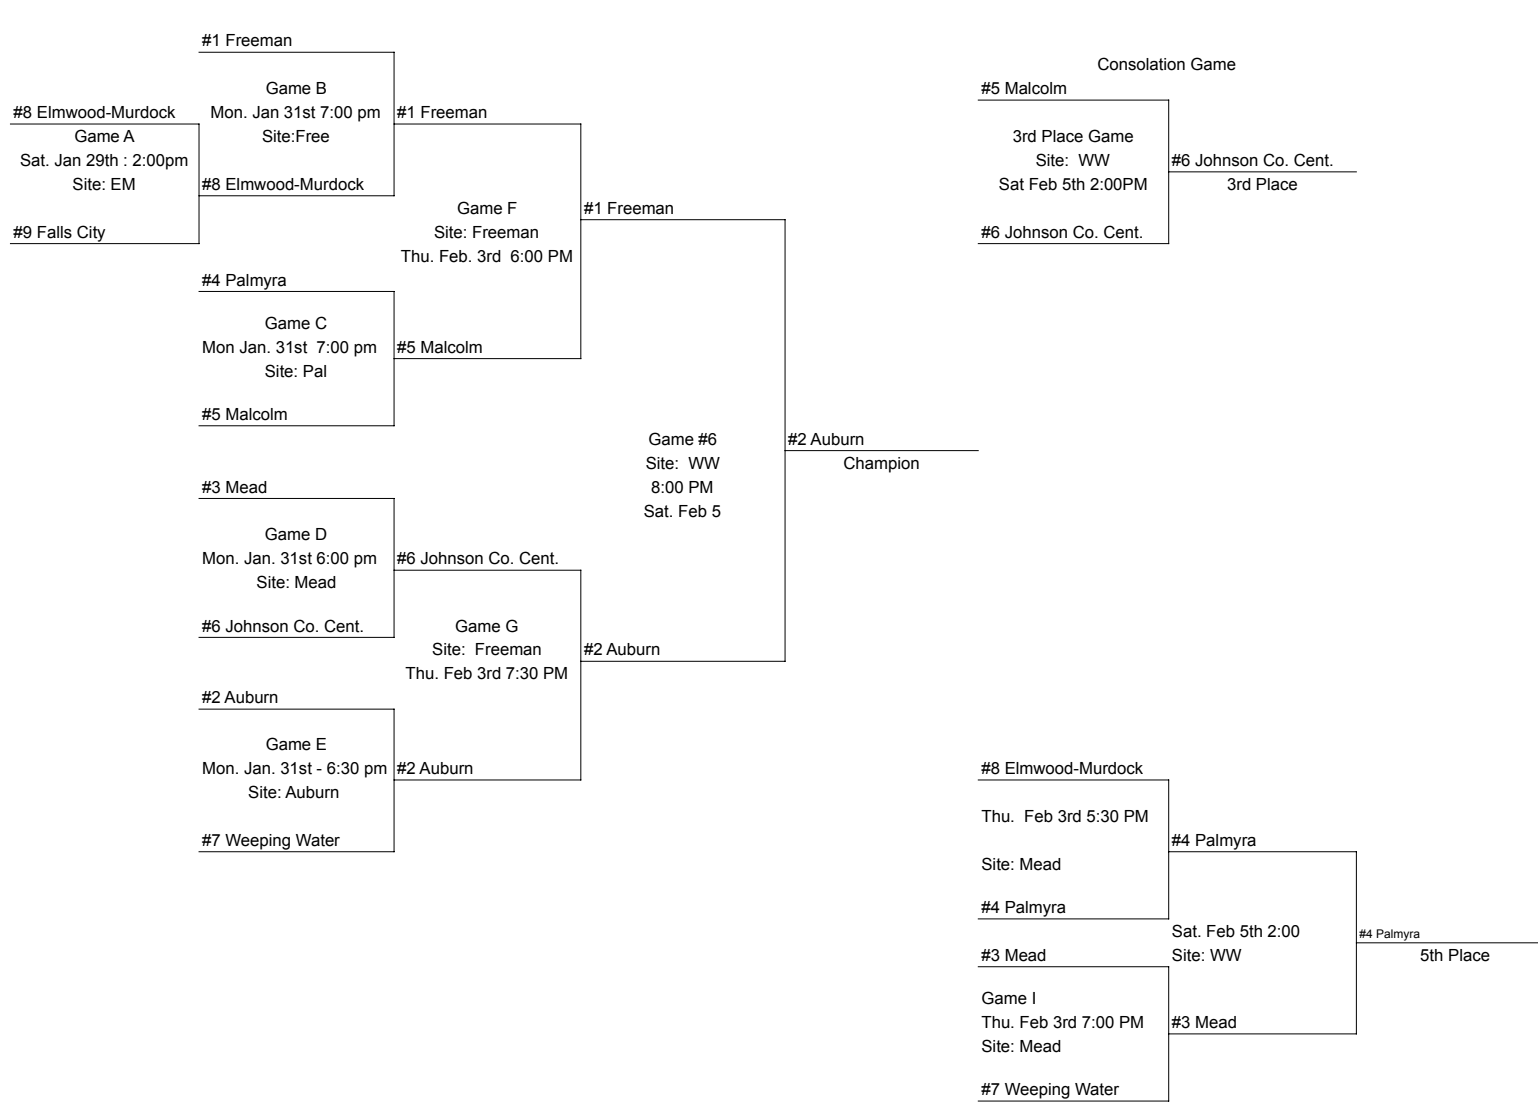 #1 Freeman
Game B
Mon. Jan 31st 7:00 pm
Site:Free
#8 Elmwood-Murdock
Game A
Sat. Jan 29th : 2:00pm
Site: EM
#9 Falls City
#1 Freeman
#8 Elmwood-Murdock
Game F
Site: Freeman
Thu. Feb. 3rd 6:00 PM
#1 Freeman
#4 Palmyra
Game C
Mon Jan. 31st 7:00 pm
Site: Pal
#5 Malcolm
#5 Malcolm
Game #6
Site: WW
8:00 PM
Sat. Feb 5
#2 Auburn
Champion
#3 Mead
Game D
Mon. Jan. 31st 6:00 pm
Site: Mead
#6 Johnson Co. Cent.
#6 Johnson Co. Cent.
Game G
Site: Freeman
Thu. Feb 3rd 7:30 PM
#2 Auburn
#2 Auburn
Game E
Mon. Jan. 31st - 6:30 pm
Site: Auburn
#2 Auburn
#7 Weeping Water
Consolation Game
#5 Malcolm
3rd Place Game
Site: WW
Sat Feb 5th 2:00PM
#6 Johnson Co. Cent.
3rd Place
#6 Johnson Co. Cent.
#8 Elmwood-Murdock
Thu. Feb 3rd 5:30 PM
Site: Mead
#4 Palmyra
#4 Palmyra
Sat. Feb 5th 2:00
Site: WW
#4 Palmyra
5th Place
#3 Mead
Game I
Thu. Feb 3rd 7:00 PM
Site: Mead
#3 Mead
#7 Weeping Water